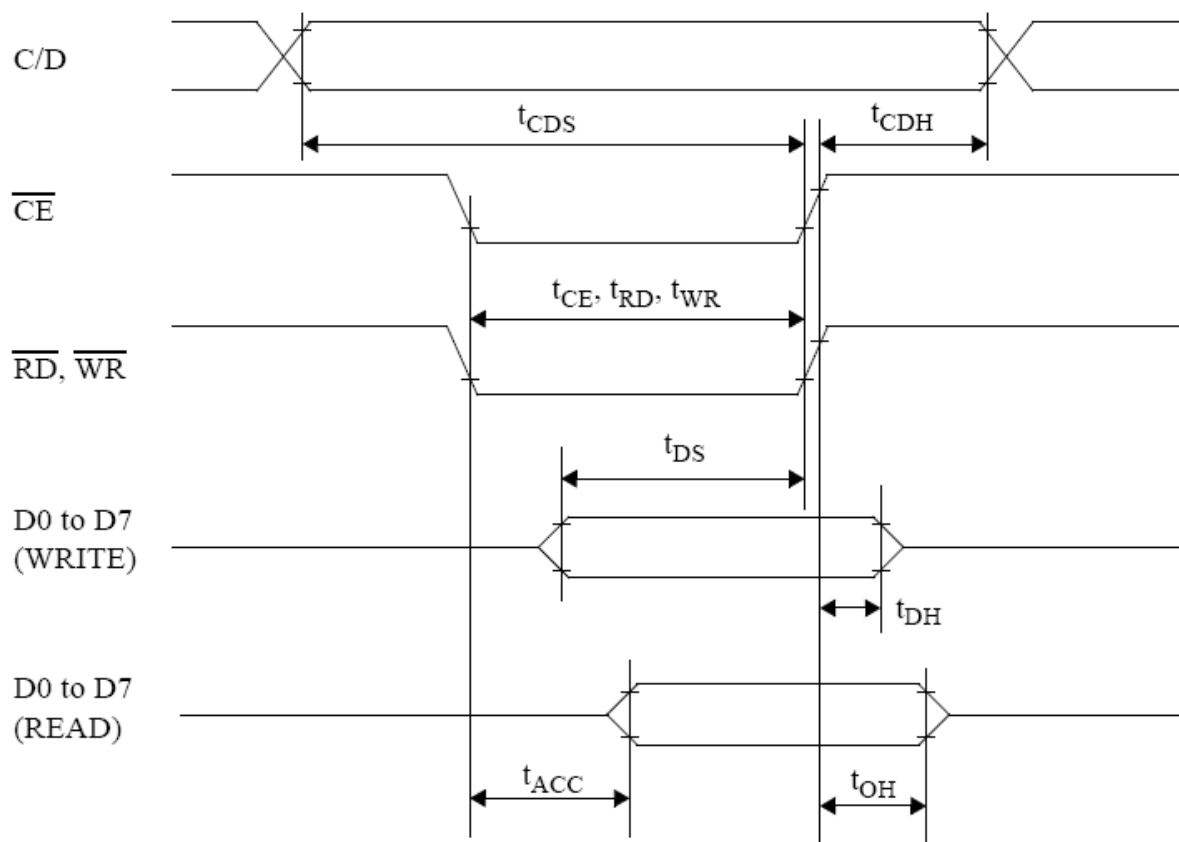 C/D
tCDS
tCDH
CE
tCE, tRD, tWR
RD, WR
tDS
D0 to D7
(WRITE)
tDH
D0 to D7
(READ)
tACC
tOH